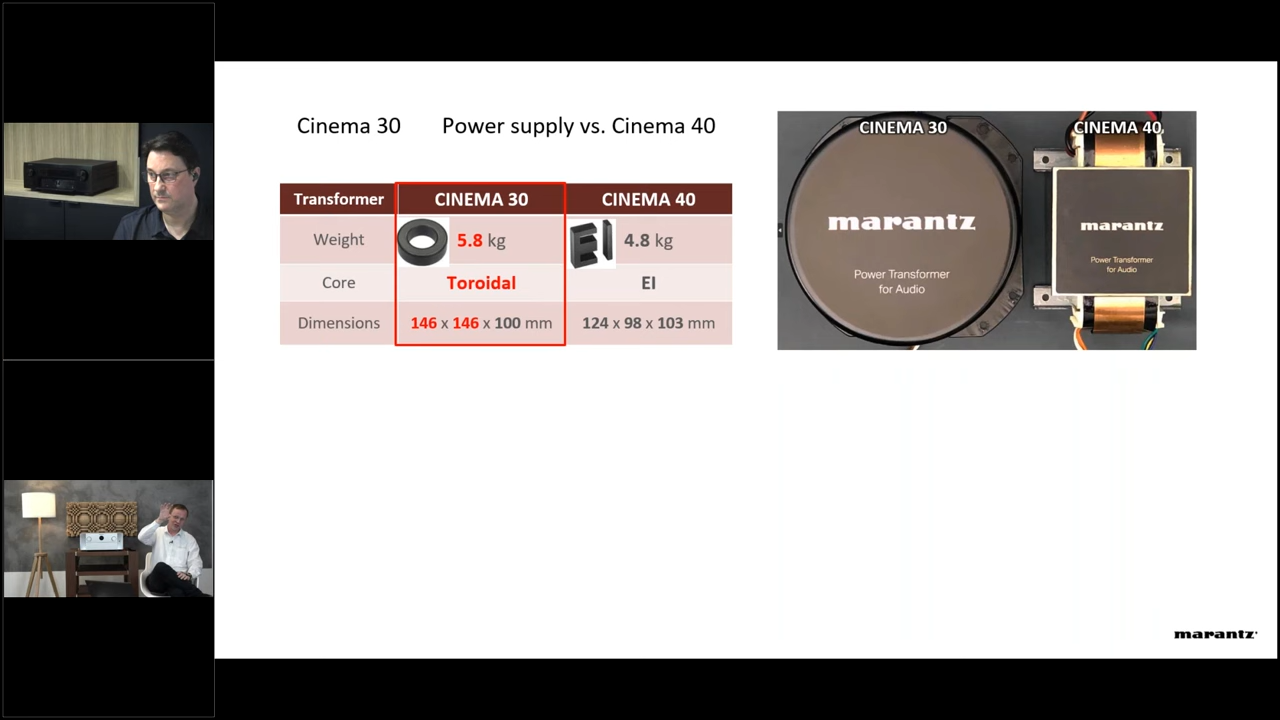 Cinema 30 Power supply vs. Cinema 40
Transformer CINEMA 30 CINEMA 40
Weight 5.8 kg 4.8 kg
Core Toroidal EI
Dimensions 146 x 146 x 100 mm 124 x 98 x 103 mm
CINEMA 30
marantz
Power Transformer
for Audio
CINEMA 40
marantz
Power Transformer
for Audio
marantz